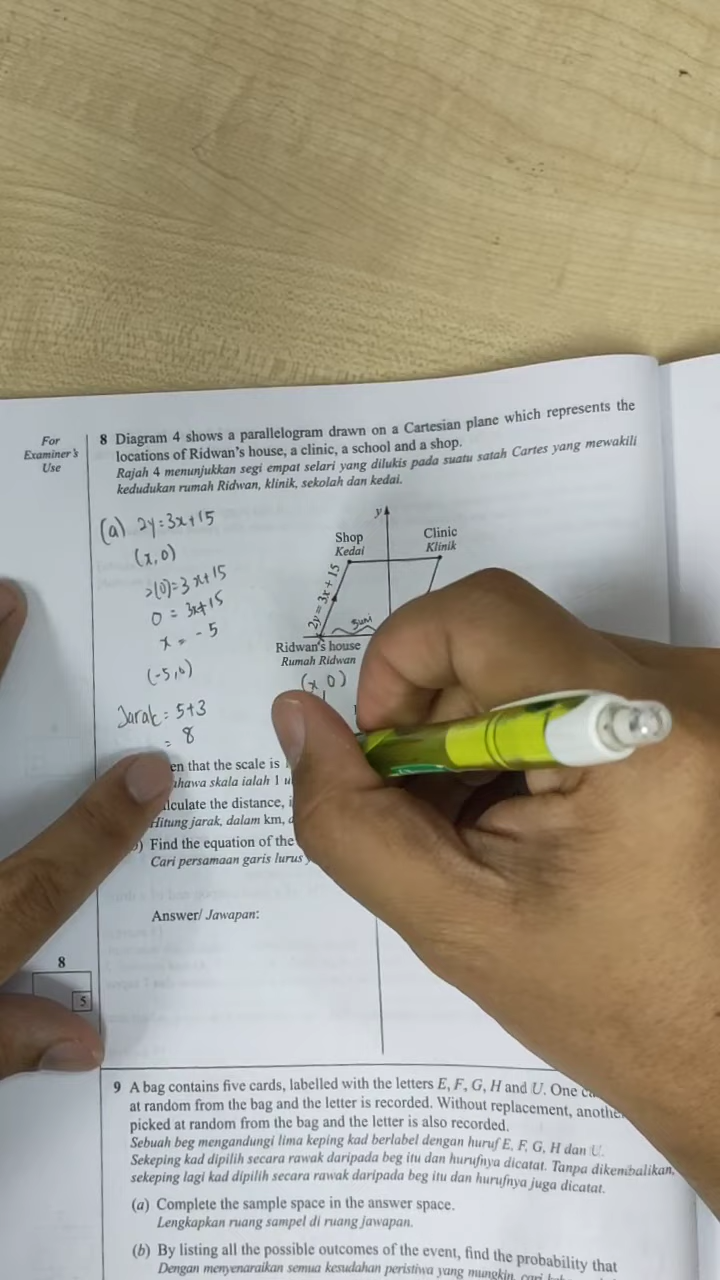 For
Examiner's
Use
8 Diagram 4 shows a parallelogram drawn on a Cartesian plane which represents the
locations of Ridwan's house, a clinic, a school and a shop.
Rajah 4 menunjukkan segi empat selari yang dilukis pada suatu satah Cartes yang mewakili
kedudukan rumah Ridwan, klinik, sekolah dan kedai.
(a) 2y=3x+15
(x,0)
2(0)=3x+15
0 = 3x+15
x = -5
(-5,0)
Jarak = 5+3
= 8
y
Shop
Kedai
Clinic
Klinik
2y = 3x + 15
5uni
Ridwan's house
Rumah Ridwan
(x 0)
en that the scale is
ahawa skala ialah 1 u
lculate the distance, i
Hitung jarak, dalam km,
) Find the equation of the
Cari persamaan garis lurus
Answer/ Jawapan:
8
5
9 A bag contains five cards, labelled with the letters E, F, G, H and U. One
at random from the bag and the letter is recorded. Without replacement, anothe
picked at random from the bag and the letter is also recorded.
Sebuah beg mengandungi lima keping kad berlabel dengan huruf E, F, G, H dan U.
Sekeping kad dipilih secara rawak daripada beg itu dan hurufnya dicatat. Tanpa dikembalikan,
sekeping lagi kad dipilih secara rawak daripada beg itu dan hurufnya juga dicatat.
(a) Complete the sample space in the answer space.
Lengkapkan ruang sampel di ruang jawapan.
(b) By listing all the possible outcomes of the event, find the probability that
Dengan menyenaraikan semua kesudahan peristiwa yang mungkin, cari